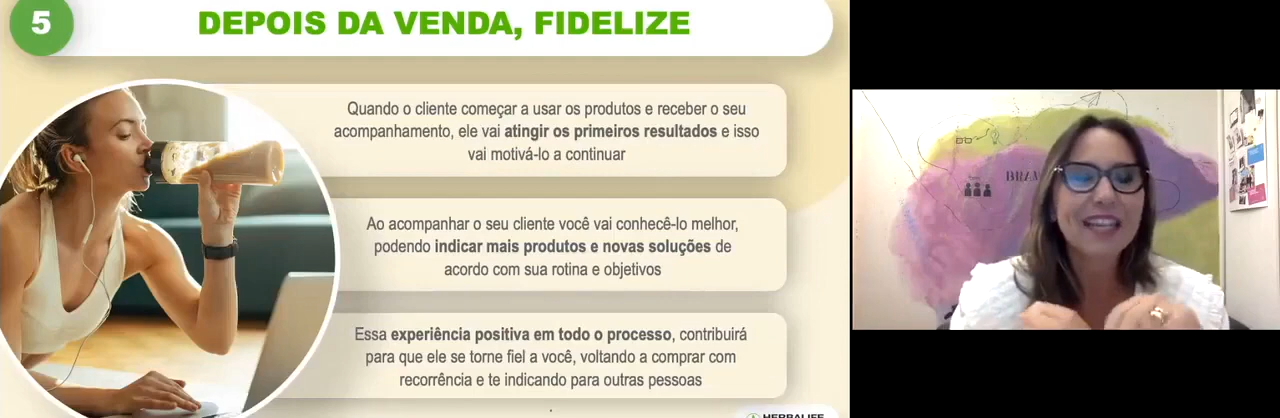 5
DEPOIS DA VENDA, FIDELIZE
Quando o cliente começar a usar os produtos e receber o seu
acompanhamento, ele vai atingir os primeiros resultados e isso
vai motivá-lo a continuar
Ao acompanhar o seu cliente você vai conhecê-lo melhor,
podendo indicar mais produtos e novas soluções de
acordo com sua rotina e objetivos
Essa experiência positiva em todo o processo, contribuirá
para que ele se torne fiel a você, voltando a comprar com
recorrência e te indicando para outras pessoas
HERBALIFE